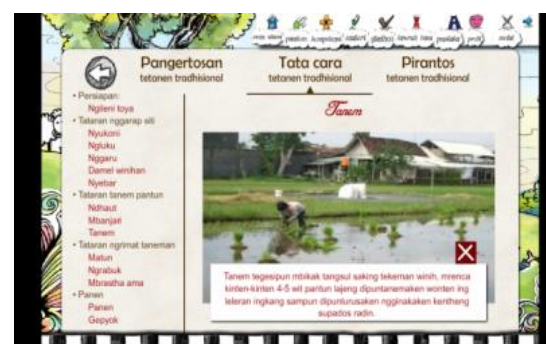 Pangertosan
tetanen tradhisional
Tata cara
tetanen tradhisional
Pirantos
tetanen tradhisional
• Persiapan:
Ngileni toya
• Tataran nggarap siti
Nyukoni
Ngluku
Nggaru
Damel winihan
Nyebar
• Tataran tanem pantun
Ndhaut
Mbanjari
Tanem
• Tataran ngrimat taneman
Matun
Ngrabuk
Mbrastha ama
• Panen
Panen
Gepyok
Tanem
Tanem tegesipun mbikak tangsul saking tekeman winih, mrenca
kinten-kinten 4-5 wit pantun lajeng dipuntanemaken wonten ing
leleran ingkang sampun dipunlurusaken ngginakaken kentheng
supados radin.